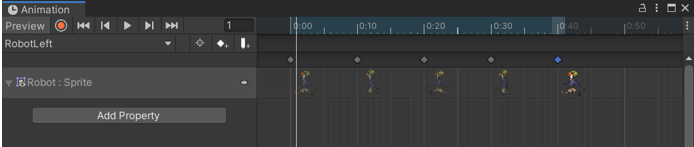 Animation
Preview 1 0:00 0:10 0:20 0:30 0:40 0:50
RobotLeft
Robot : Sprite
Add Property